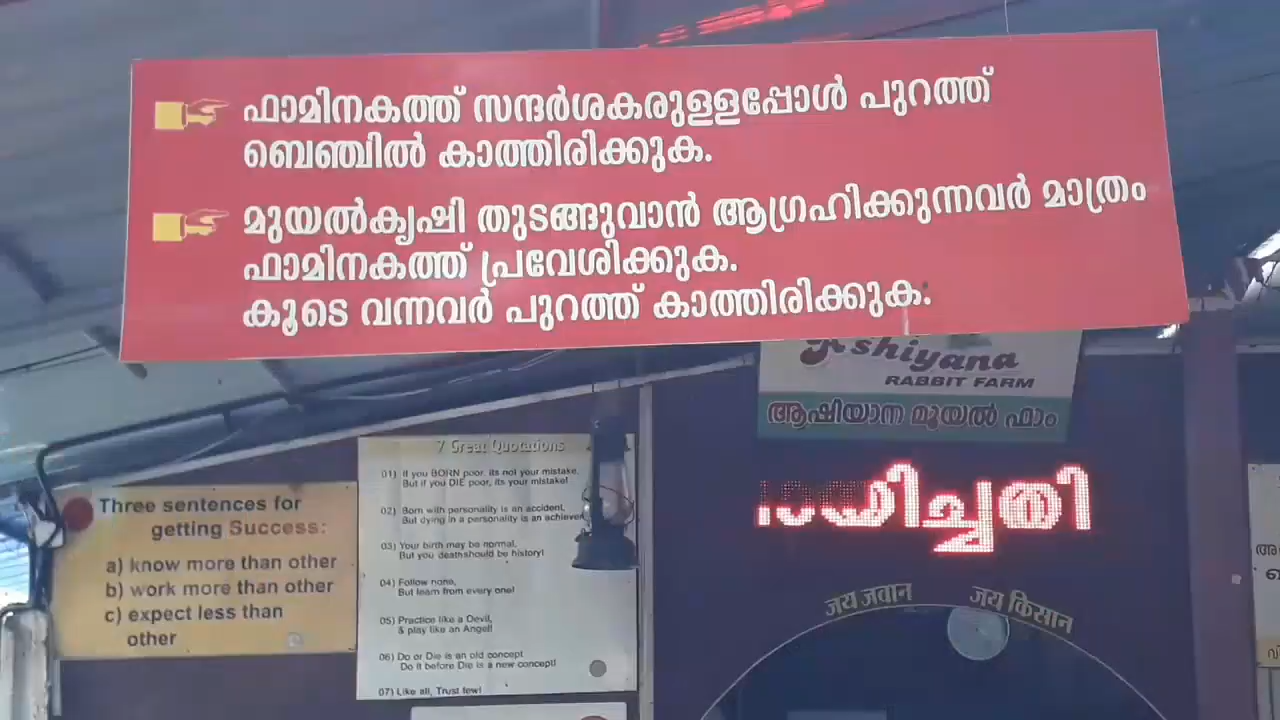 ഫാമിനകത്ത് സന്ദർശകരുളളപ്പോൾ പുറത്ത്
ബെഞ്ചിൽ കാത്തിരിക്കുക.
മുയൽകൃഷി തുടങ്ങുവാൻ ആഗ്രഹിക്കുന്നവർ മാത്രം
ഫാമിനകത്ത് പ്രവേശിക്കുക.
കൂടെ വന്നവർ പുറത്ത് കാത്തിരിക്കുക.
Ashiyana
RABBIT FARM
ആഷിയാന മുയൽ ഫാം
Three sentences for
getting Success:
a) know more than other
b) work more than other
c) expect less than
other
7 Great Quotations
01) If you BORN poor, its not your mistake.
But if you DIE poor, its your mistake!
02) Born with personality is an accident,
But dying in a personality is an
03) Your birth may be normal,
But you deathshould be history!
04) Follow none,
But learn from every one!
05) Practice like a Devil,
& play like an Angel!
06) Do or Die is an old concept
Do it before Die is a new concept!
07) Like all, Trust few!
जय जवान जय किसान